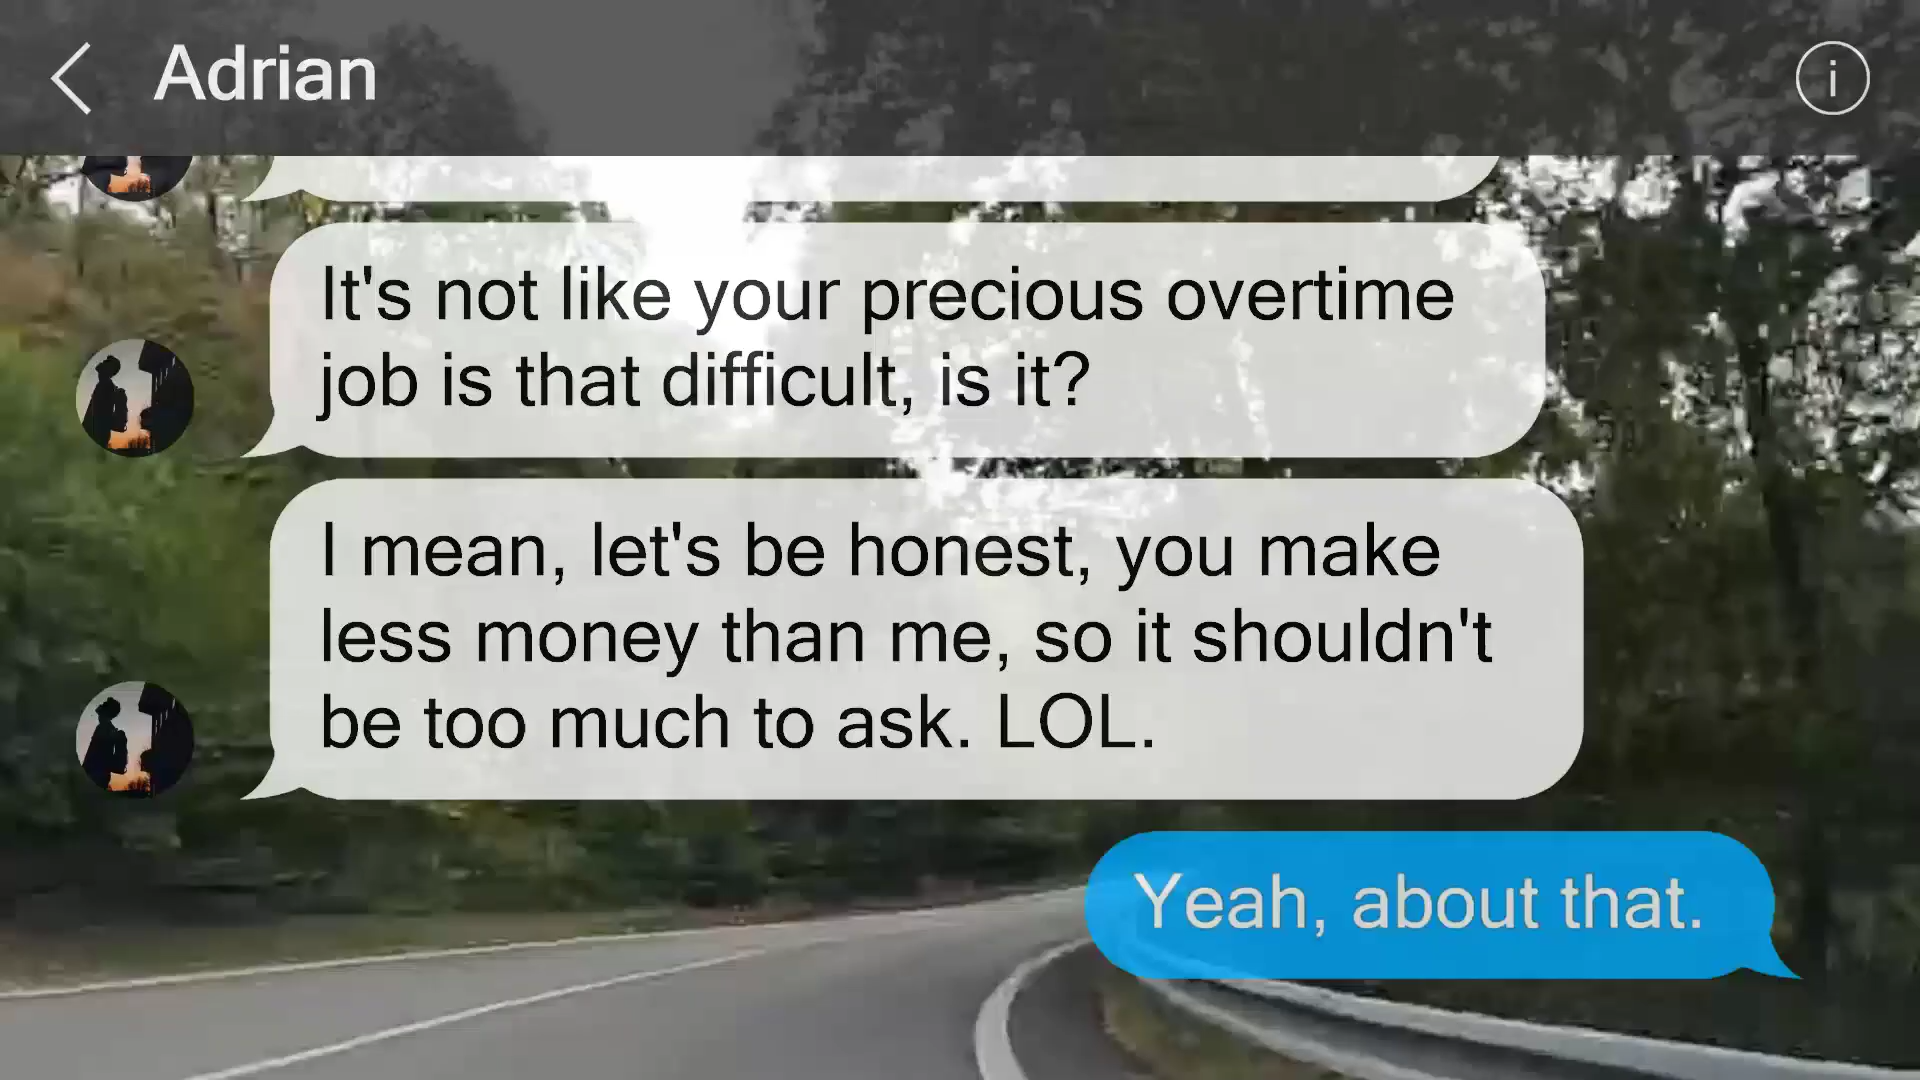 Adrian
i
It's not like your precious overtime
job is that difficult, is it?
I mean, let's be honest, you make
less money than me, so it shouldn't
be too much to ask. LOL.
Yeah, about that.